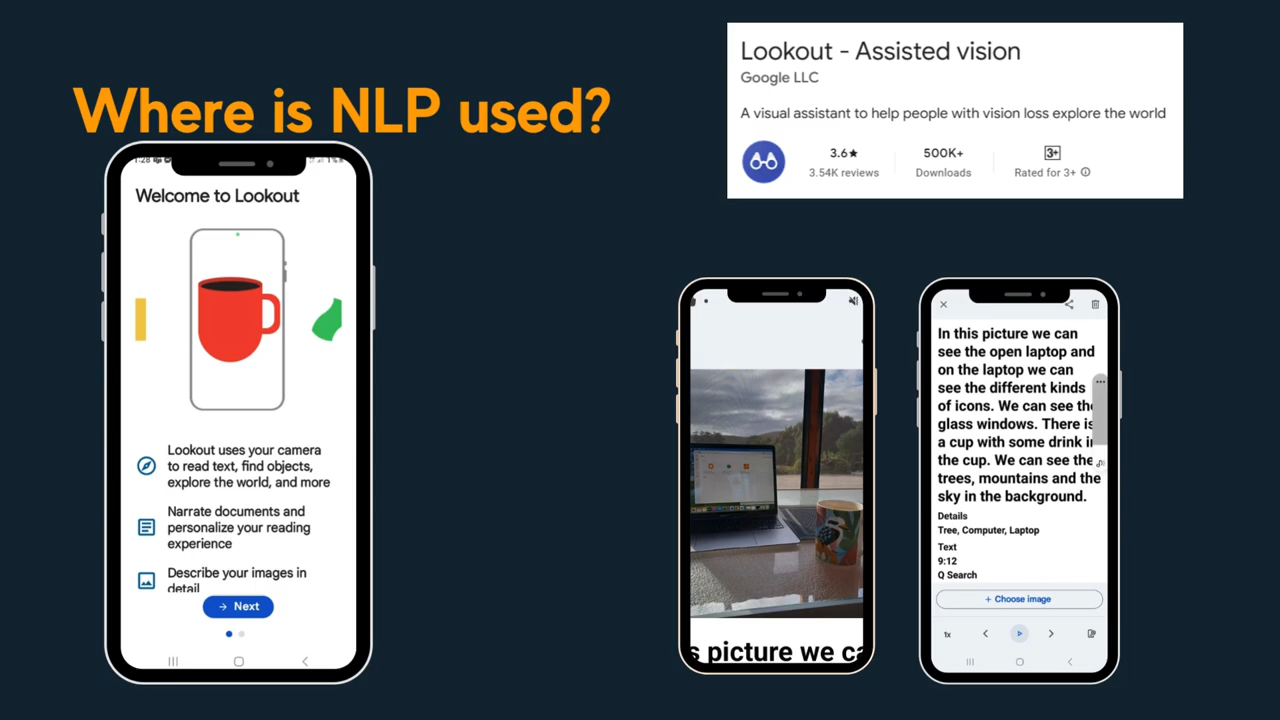 Where is NLP used?
Lookout - Assisted vision
Google LLC
A visual assistant to help people with vision loss explore the world
3.6★
3.54K reviews
500K+
Downloads
3+
Rated for 3+
1:28
1%
Welcome to Lookout
Lookout uses your camera
to read text, find objects,
explore the world, and more
Narrate documents and
personalize your reading
experience
Describe your images in
detail
→ Next
picture we
In this picture we can
see the open laptop and
on the laptop we can
see the different kinds
of icons. We can see the
glass windows. There is
a cup with some drink in
the cup. We can see the
trees, mountains and the
sky in the background.
Details
Tree, Computer, Laptop
Text
9:12
Q Search
+ Choose image
1x